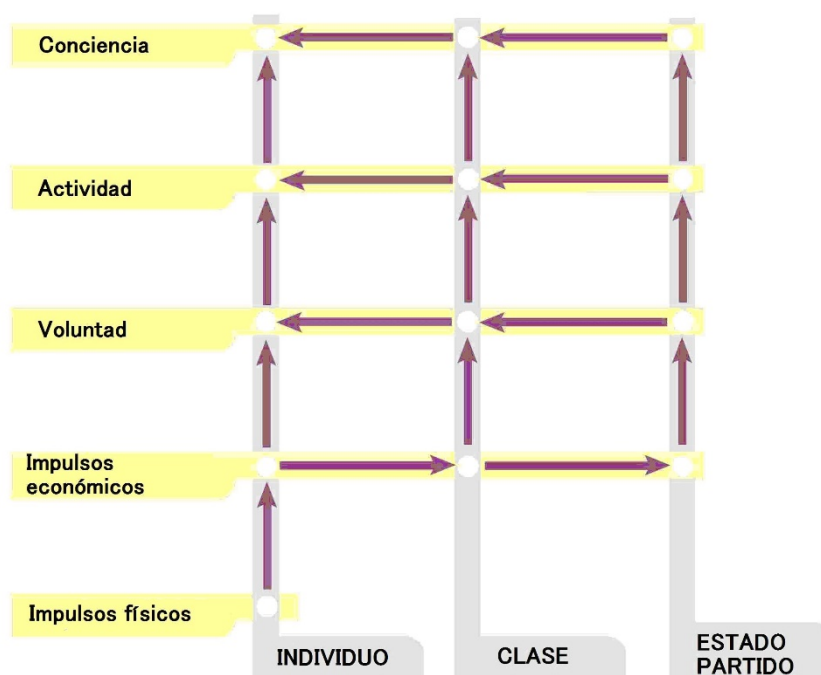 Conciencia
Actividad
Voluntad
Impulsos
económicos
Impulsos físicos
INDIVIDUO
CLASE
ESTADO
PARTIDO